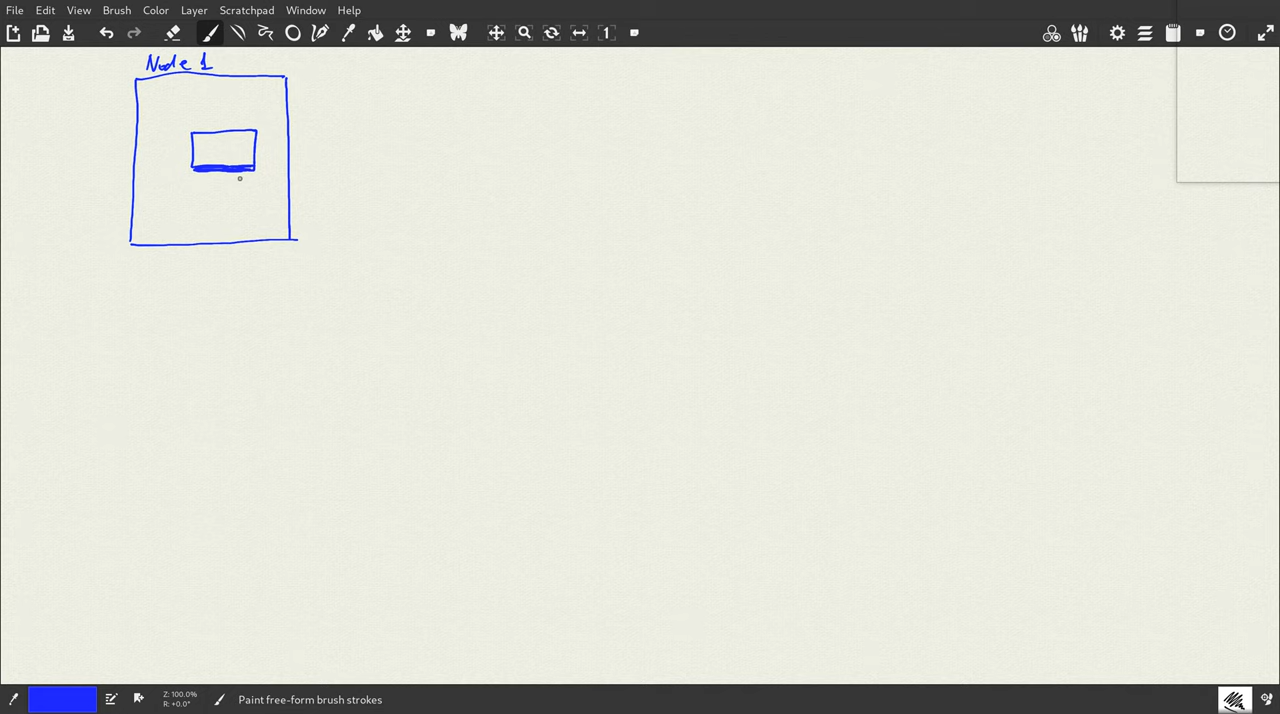 File Edit View Brush Color Layer Scratchpad Window Help
1
Node 1
Z: 100.0%
R: +0.0°
Paint free-form brush strokes